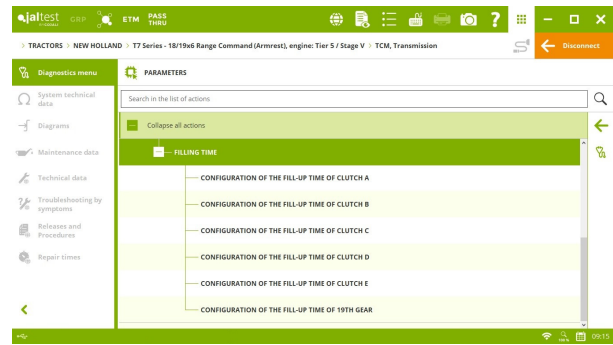 jaltest GRP ETM PASS THRU
TRACTORS > NEW HOLLAND > T7 Series - 18/19x6 Range Command (Armrest), engine: Tier 5 / Stage V > TCM, Transmission
Disconnect
Diagnostics menu
PARAMETERS
System technical data
Search in the list of actions
Diagrams
Collapse all actions
Maintenance data
FILLING TIME
Technical data
CONFIGURATION OF THE FILL-UP TIME OF CLUTCH A
Troubleshooting by symptoms
CONFIGURATION OF THE FILL-UP TIME OF CLUTCH B
Releases and Procedures
CONFIGURATION OF THE FILL-UP TIME OF CLUTCH C
Repair times
CONFIGURATION OF THE FILL-UP TIME OF CLUTCH D
CONFIGURATION OF THE FILL-UP TIME OF CLUTCH E
CONFIGURATION OF THE FILL-UP TIME OF 19TH GEAR
09:15